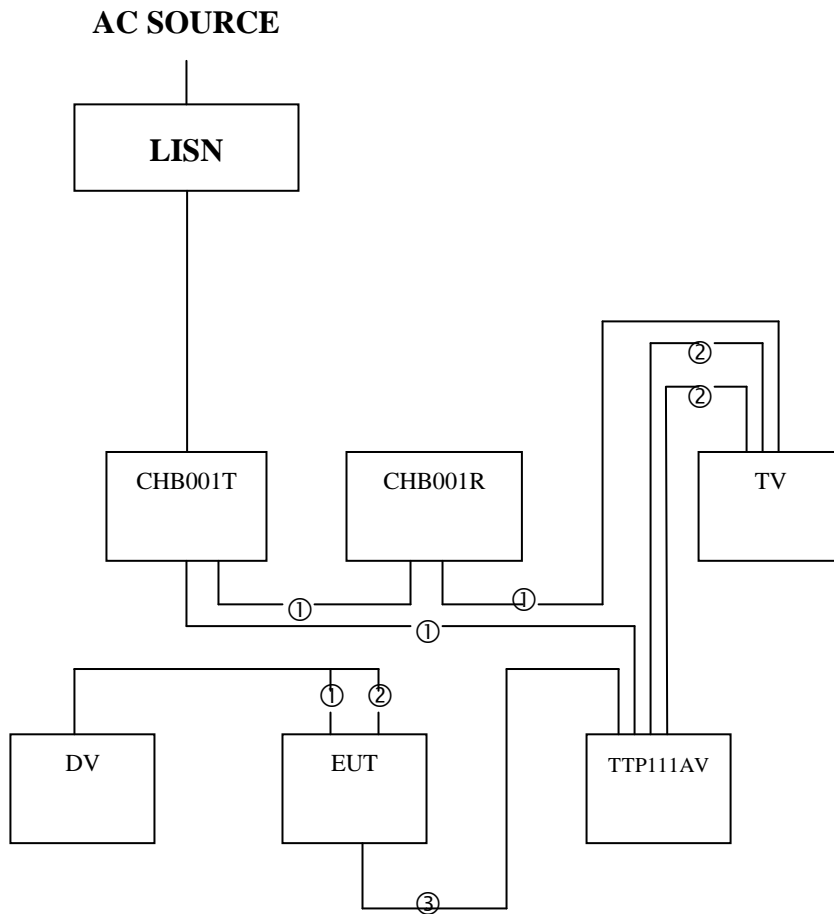 AC SOURCE
LISN
②
②
CHB001T
CHB001R
TV
①
①
①
①
②
DV
EUT
TTP111AV
③